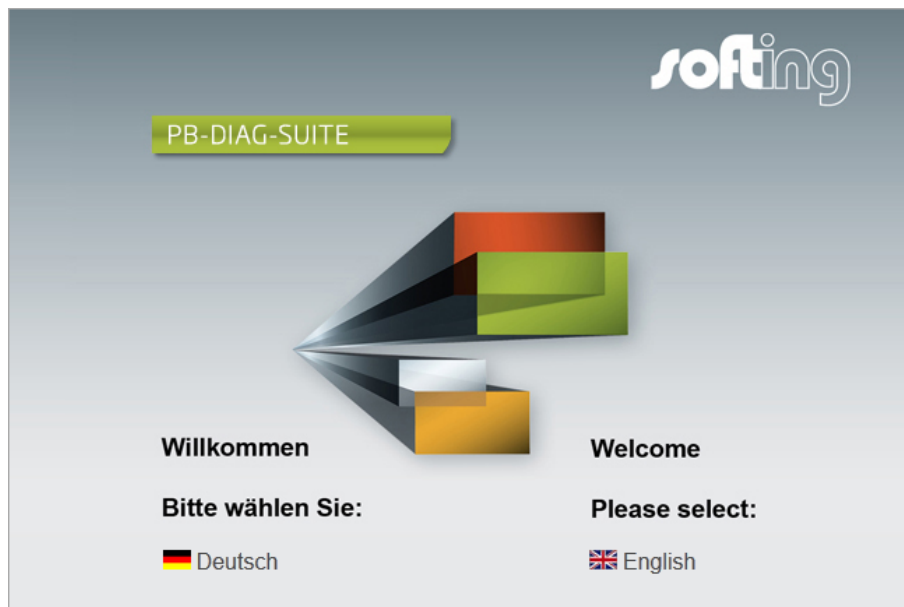 softing
PB-DIAG-SUITE
Willkommen
Bitte wählen Sie:
Deutsch
Welcome
Please select:
English